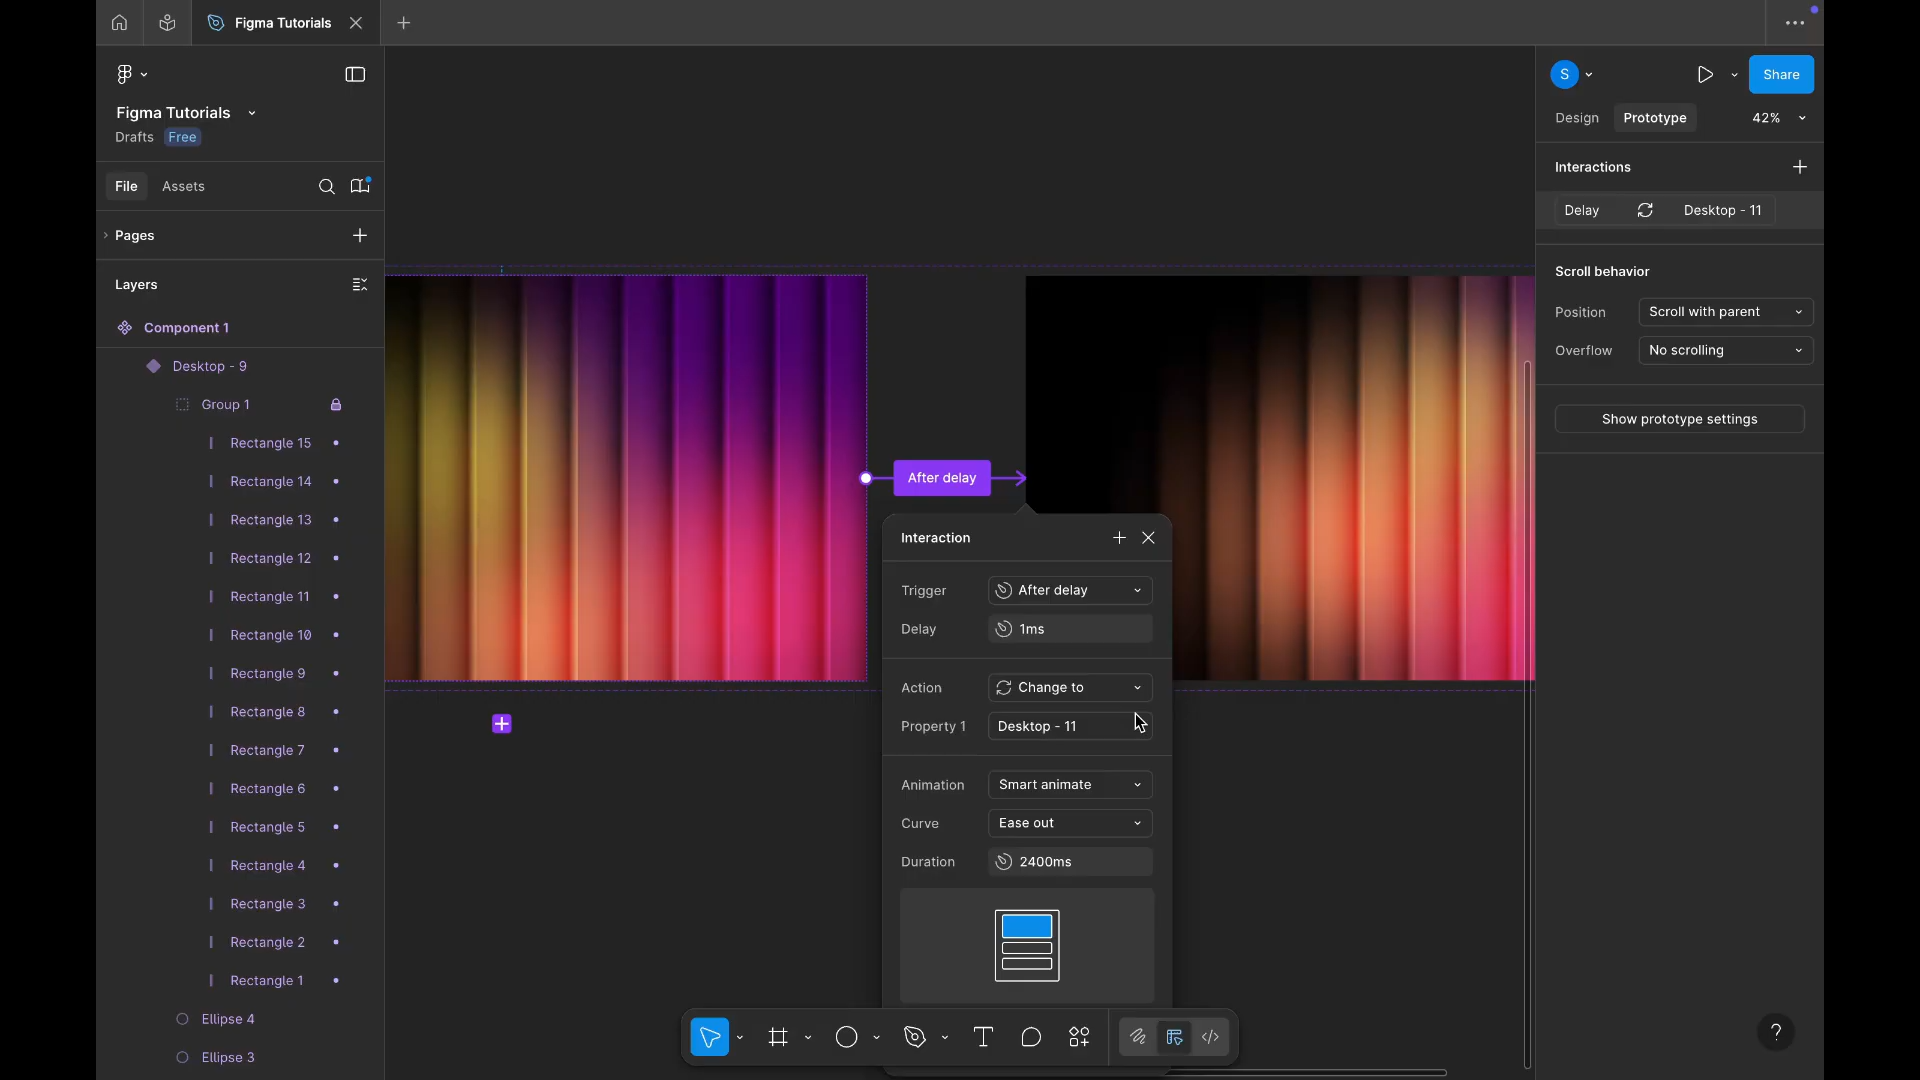 Figma Tutorials
Figma Tutorials
Drafts Free
File Assets
Pages
Layers
Component 1
Desktop - 9
Group 1
Rectangle 15
Rectangle 14
Rectangle 13
Rectangle 12
Rectangle 11
Rectangle 10
Rectangle 9
Rectangle 8
Rectangle 7
Rectangle 6
Rectangle 5
Rectangle 4
Rectangle 3
Rectangle 2
Rectangle 1
Ellipse 4
Ellipse 3
After delay
Interaction
Trigger After delay
Delay 1ms
Action Change to
Property 1 Desktop - 11
Animation Smart animate
Curve Ease out
Duration 2400ms
S Share
Design Prototype 42%
Interactions
Delay Desktop - 11
Scroll behavior
Position Scroll with parent
Overflow No scrolling
Show prototype settings
?